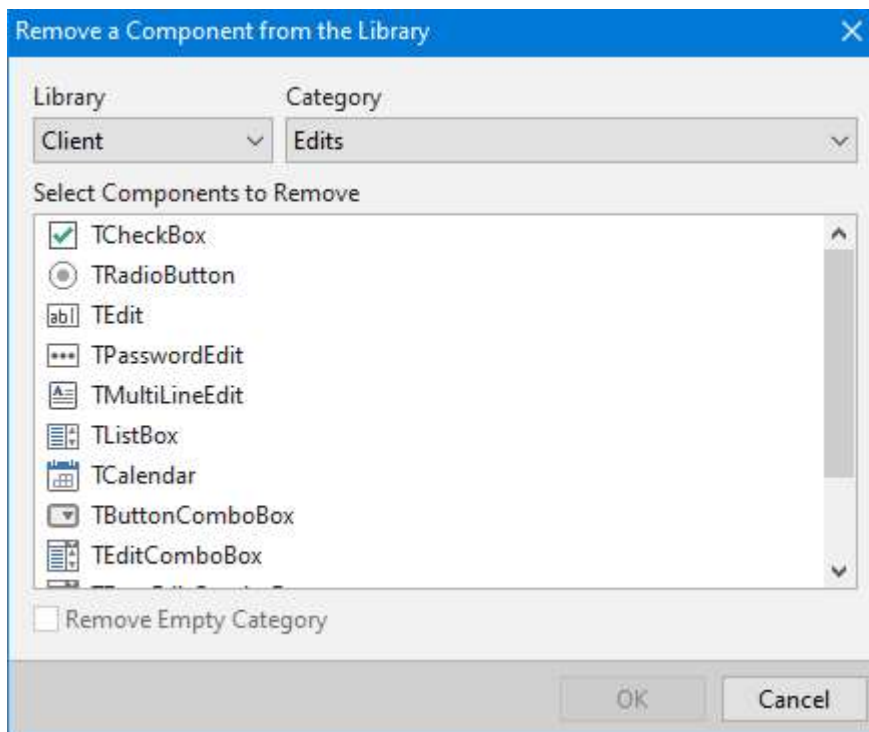 Remove a Component from the Library
Library Category
Client Edits
Select Components to Remove
TCheckBox
TRadioButton
TEdit
TPasswordEdit
TMultiLineEdit
TListBox
TCalendar
TButtonComboBox
TEditComboBox
Remove Empty Category
OK Cancel